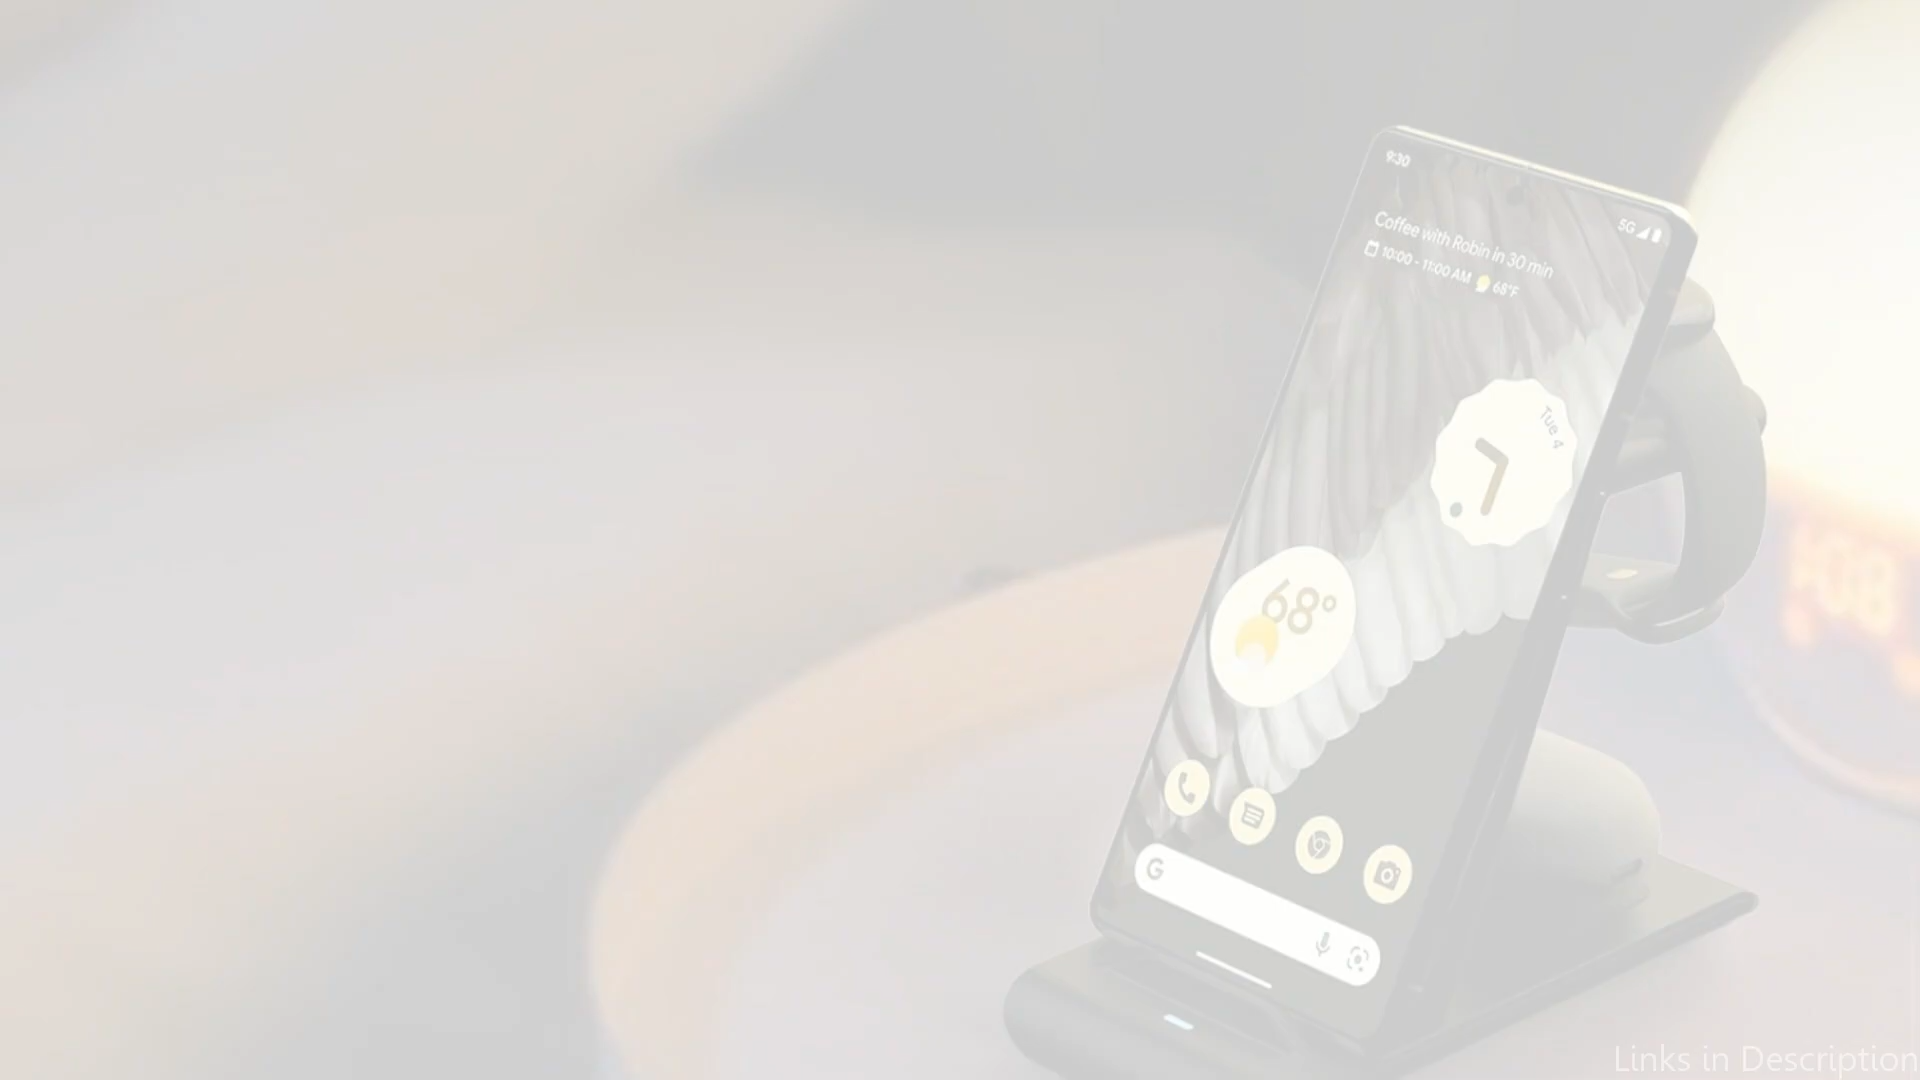 9:30
5G
Coffee with Robin in 30 min
10:00 - 11:00 AM 68°F
Tue 4
68°
G
Links in Description